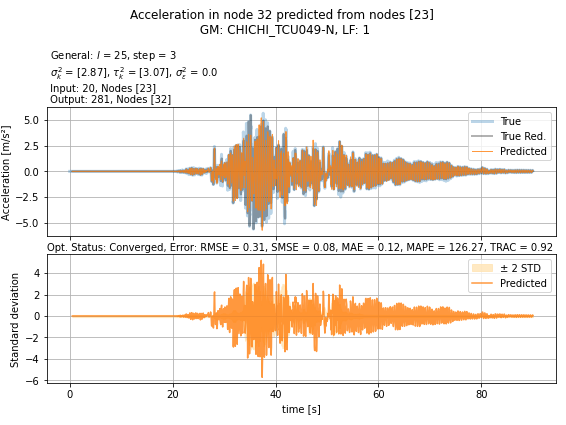 Acceleration in node 32 predicted from nodes [23]
GM: CHICHI_TCU049-N, LF: 1
General: l = 25, step = 3
σ²ₖ = [2.87], τ²ₖ = [3.07], σ²ε = 0.0
Input: 20, Nodes [23]
Output: 281, Nodes [32]
Acceleration [m/s²]
5.0
2.5
0.0
−2.5
−5.0
True
True Red.
Predicted
Opt. Status: Converged, Error: RMSE = 0.31, SMSE = 0.08, MAE = 0.12, MAPE = 126.27, TRAC = 0.92
Standard deviation
4
2
0
−2
−4
−6
± 2 STD
Predicted
0 20 40 60 80
time [s]